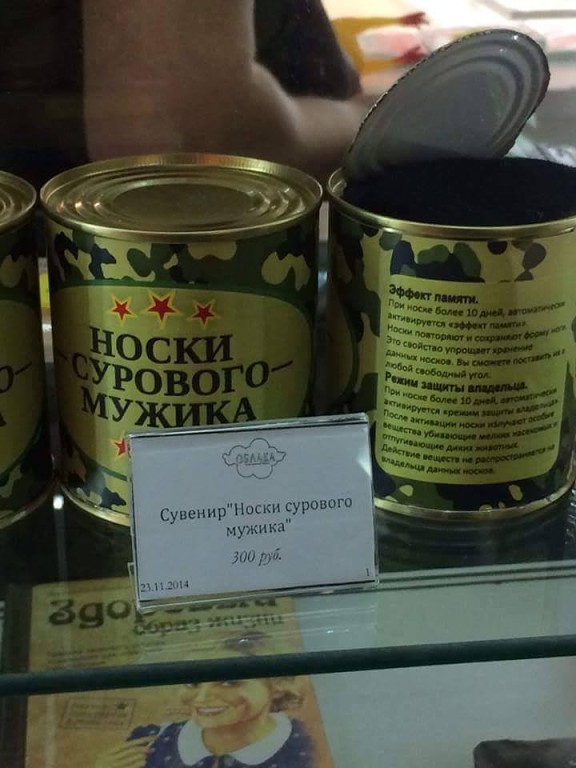 НОСКИ
СУРОВОГО
МУЖИКА
Эффект памяти.
При носке более 10 дней, автоматически
активируется «эффект памяти».
Носки повторяют и сохраняют форму ноги.
Это свойство упрощает хранение
данных носков. Вы сможете поставить их в
любой свободный угол.
Режим защиты владельца.
При носке более 10 дней, автоматически
активируется «режим защиты владельца»
После активации носки излучают особые
вещества убивающие мелких насекомых и
отпугивающие диких животных.
Действие веществ не распространяется на
владельца данных носков.
ОБЛАКА
Сувенир"Носки сурового
мужика"
300 руб.
23.11.2014
1
образ жизни